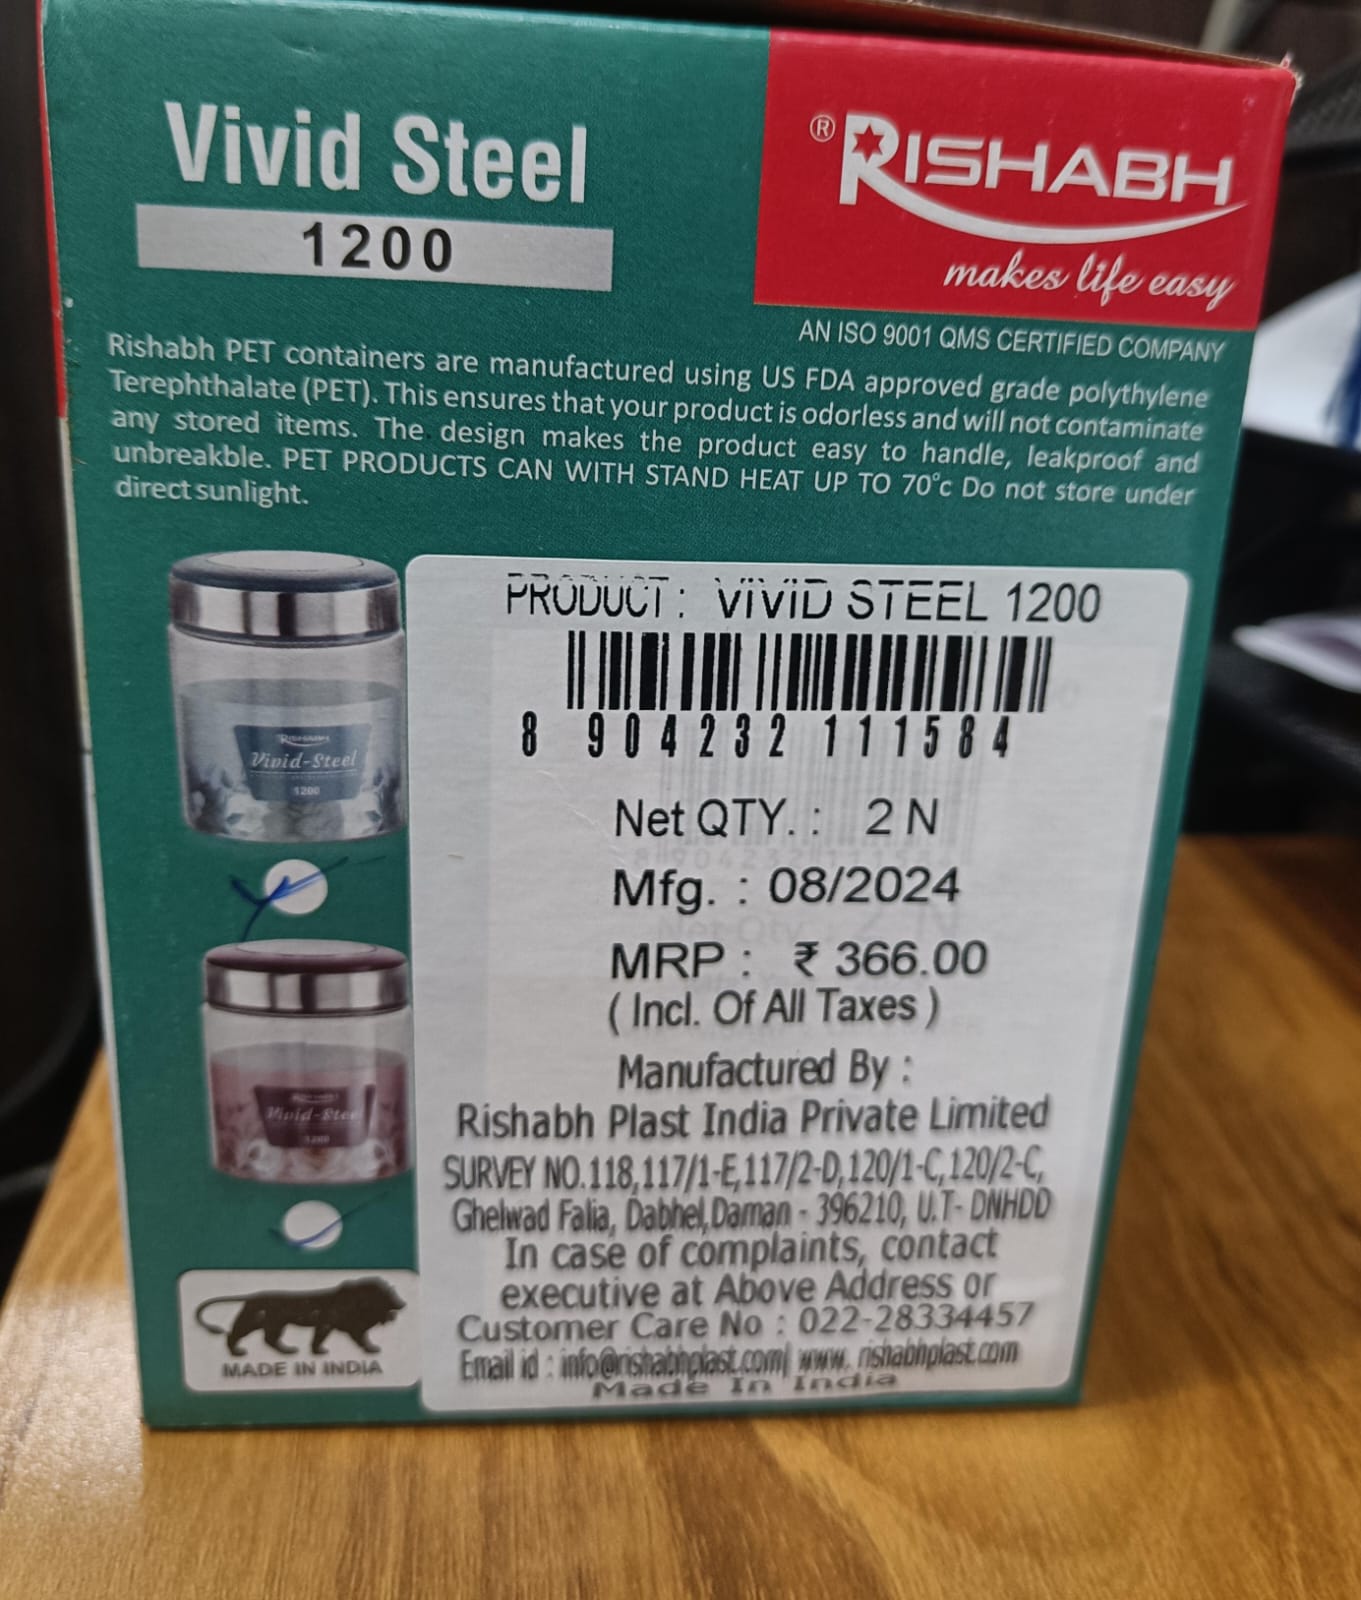 Vivid Steel
1200
® RISHABH
makes life easy
AN ISO 9001 QMS CERTIFIED COMPANY
Rishabh PET containers are manufactured using US FDA approved grade polythylene
Terephthalate (PET). This ensures that your product is odorless and will not contaminate
any stored items. The design makes the product easy to handle, leakproof and
unbreakble. PET PRODUCTS CAN WITH STAND HEAT UP TO 70°c Do not store under
direct sunlight.
RISHABH
Vivid-Steel
1200
Vivid-Steel
1200
MADE IN INDIA
PRODUCT : VIVID STEEL 1200
8 904232 111584
Net QTY. : 2 N
Mfg. : 08/2024
MRP : ₹ 366.00
( Incl. Of All Taxes )
Manufactured By :
Rishabh Plast India Private Limited
SURVEY NO.118,117/1-E,117/2-D,120/1-C,120/2-C,
Ghelwad Falia, Dabhel,Daman - 396210, U.T- DNHDD
In case of complaints, contact
executive at Above Address or
Customer Care No : 022-28334457
Email id : info@rishabhplast.com| www. rishabhplast.com
Made In India